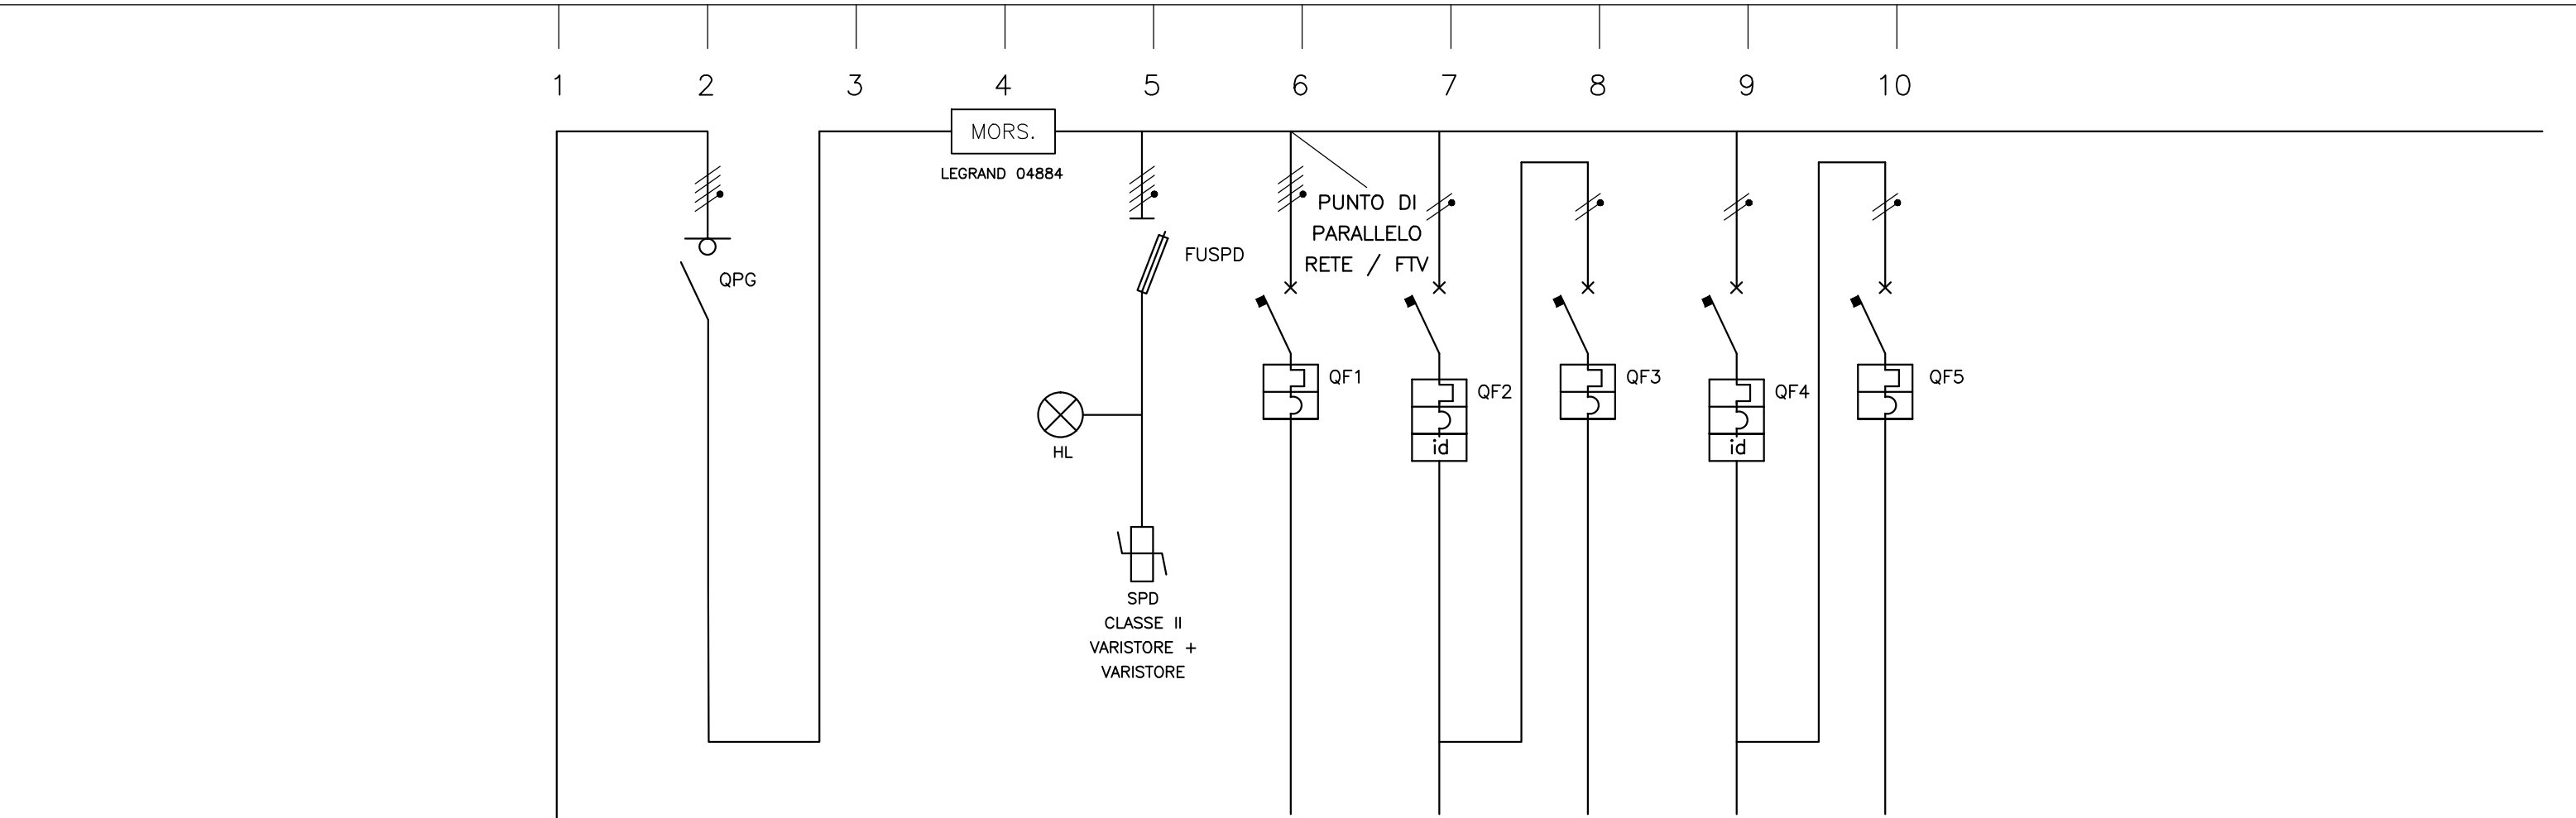 1 2 3 4 5 6 7 8 9 10
MORS.
LEGRAND 04884
PUNTO DI
PARALLELO
RETE / FTV
FUSPD
QPG
QF1
QF2
QF3
QF4
QF5
id
id
HL
SPD
CLASSE II
VARISTORE +
VARISTORE